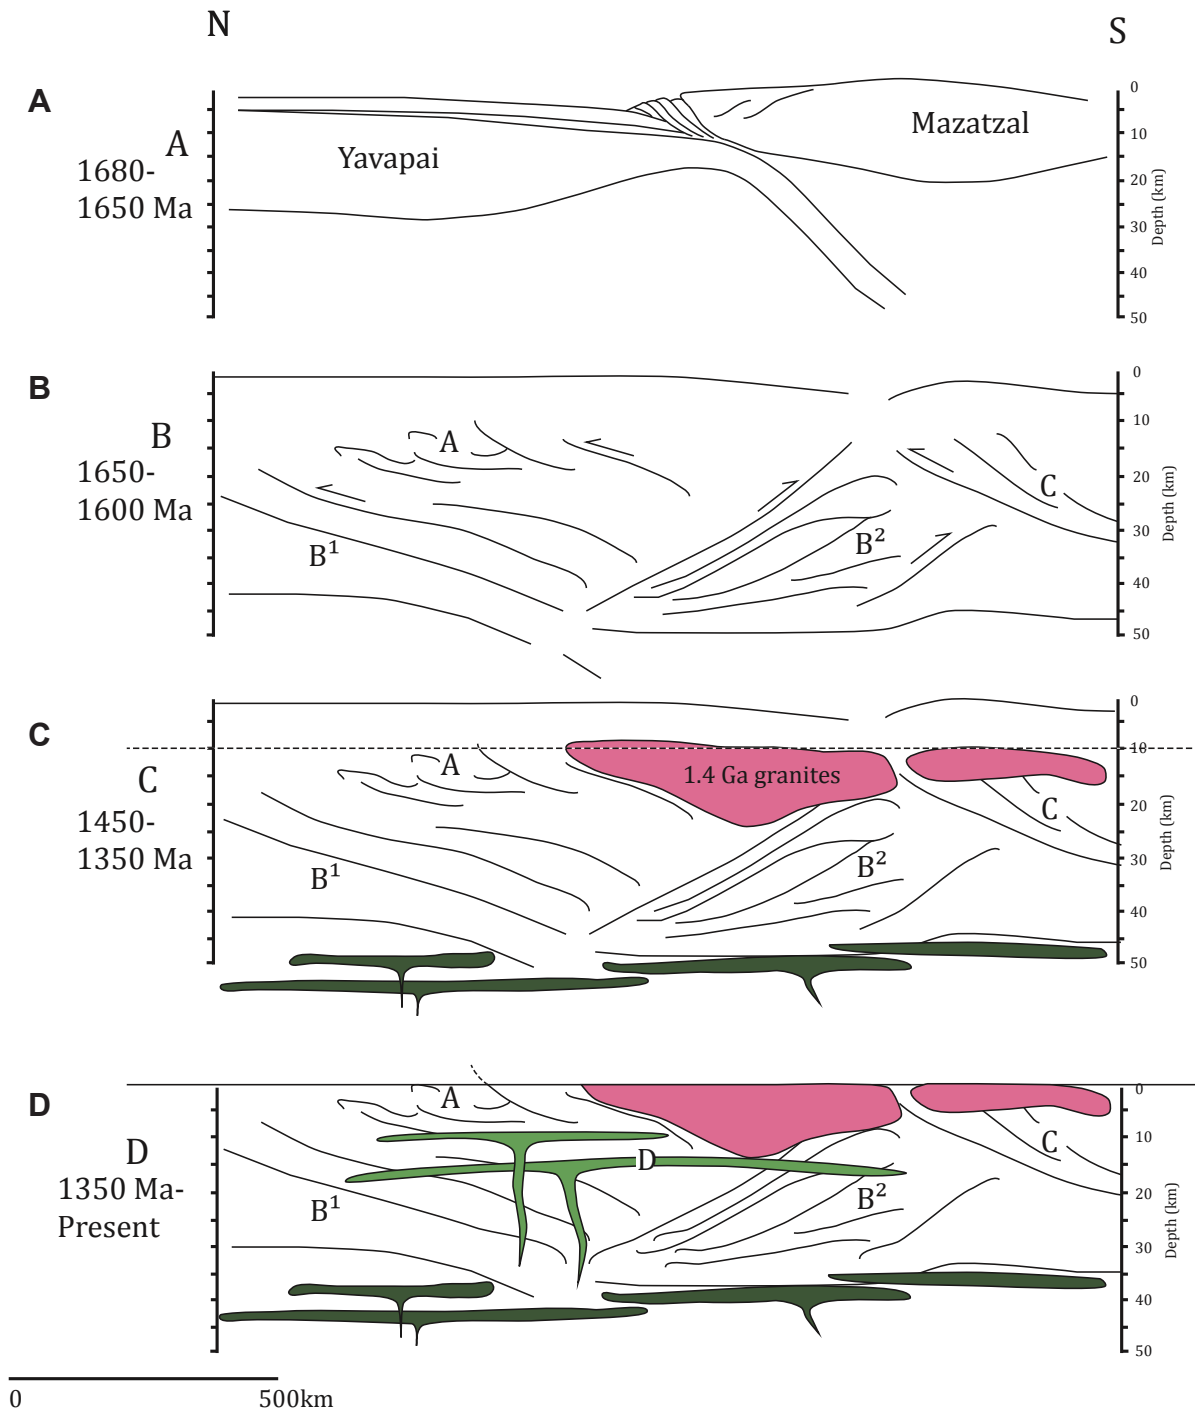 N
S
A
A
1680-
1650 Ma
Yavapai
Mazatzal
0
10
20
30
40
50
Depth (km)
B
B
1650-
1600 Ma
A
B¹
B²
C
0
10
20
30
40
50
Depth (km)
C
C
1450-
1350 Ma
A
B¹
1.4 Ga granites
B²
C
0
10
20
30
40
50
Depth (km)
D
D
1350 Ma-
Present
A
B¹
D
B²
C
0
10
20
30
40
50
Depth (km)
0
500km